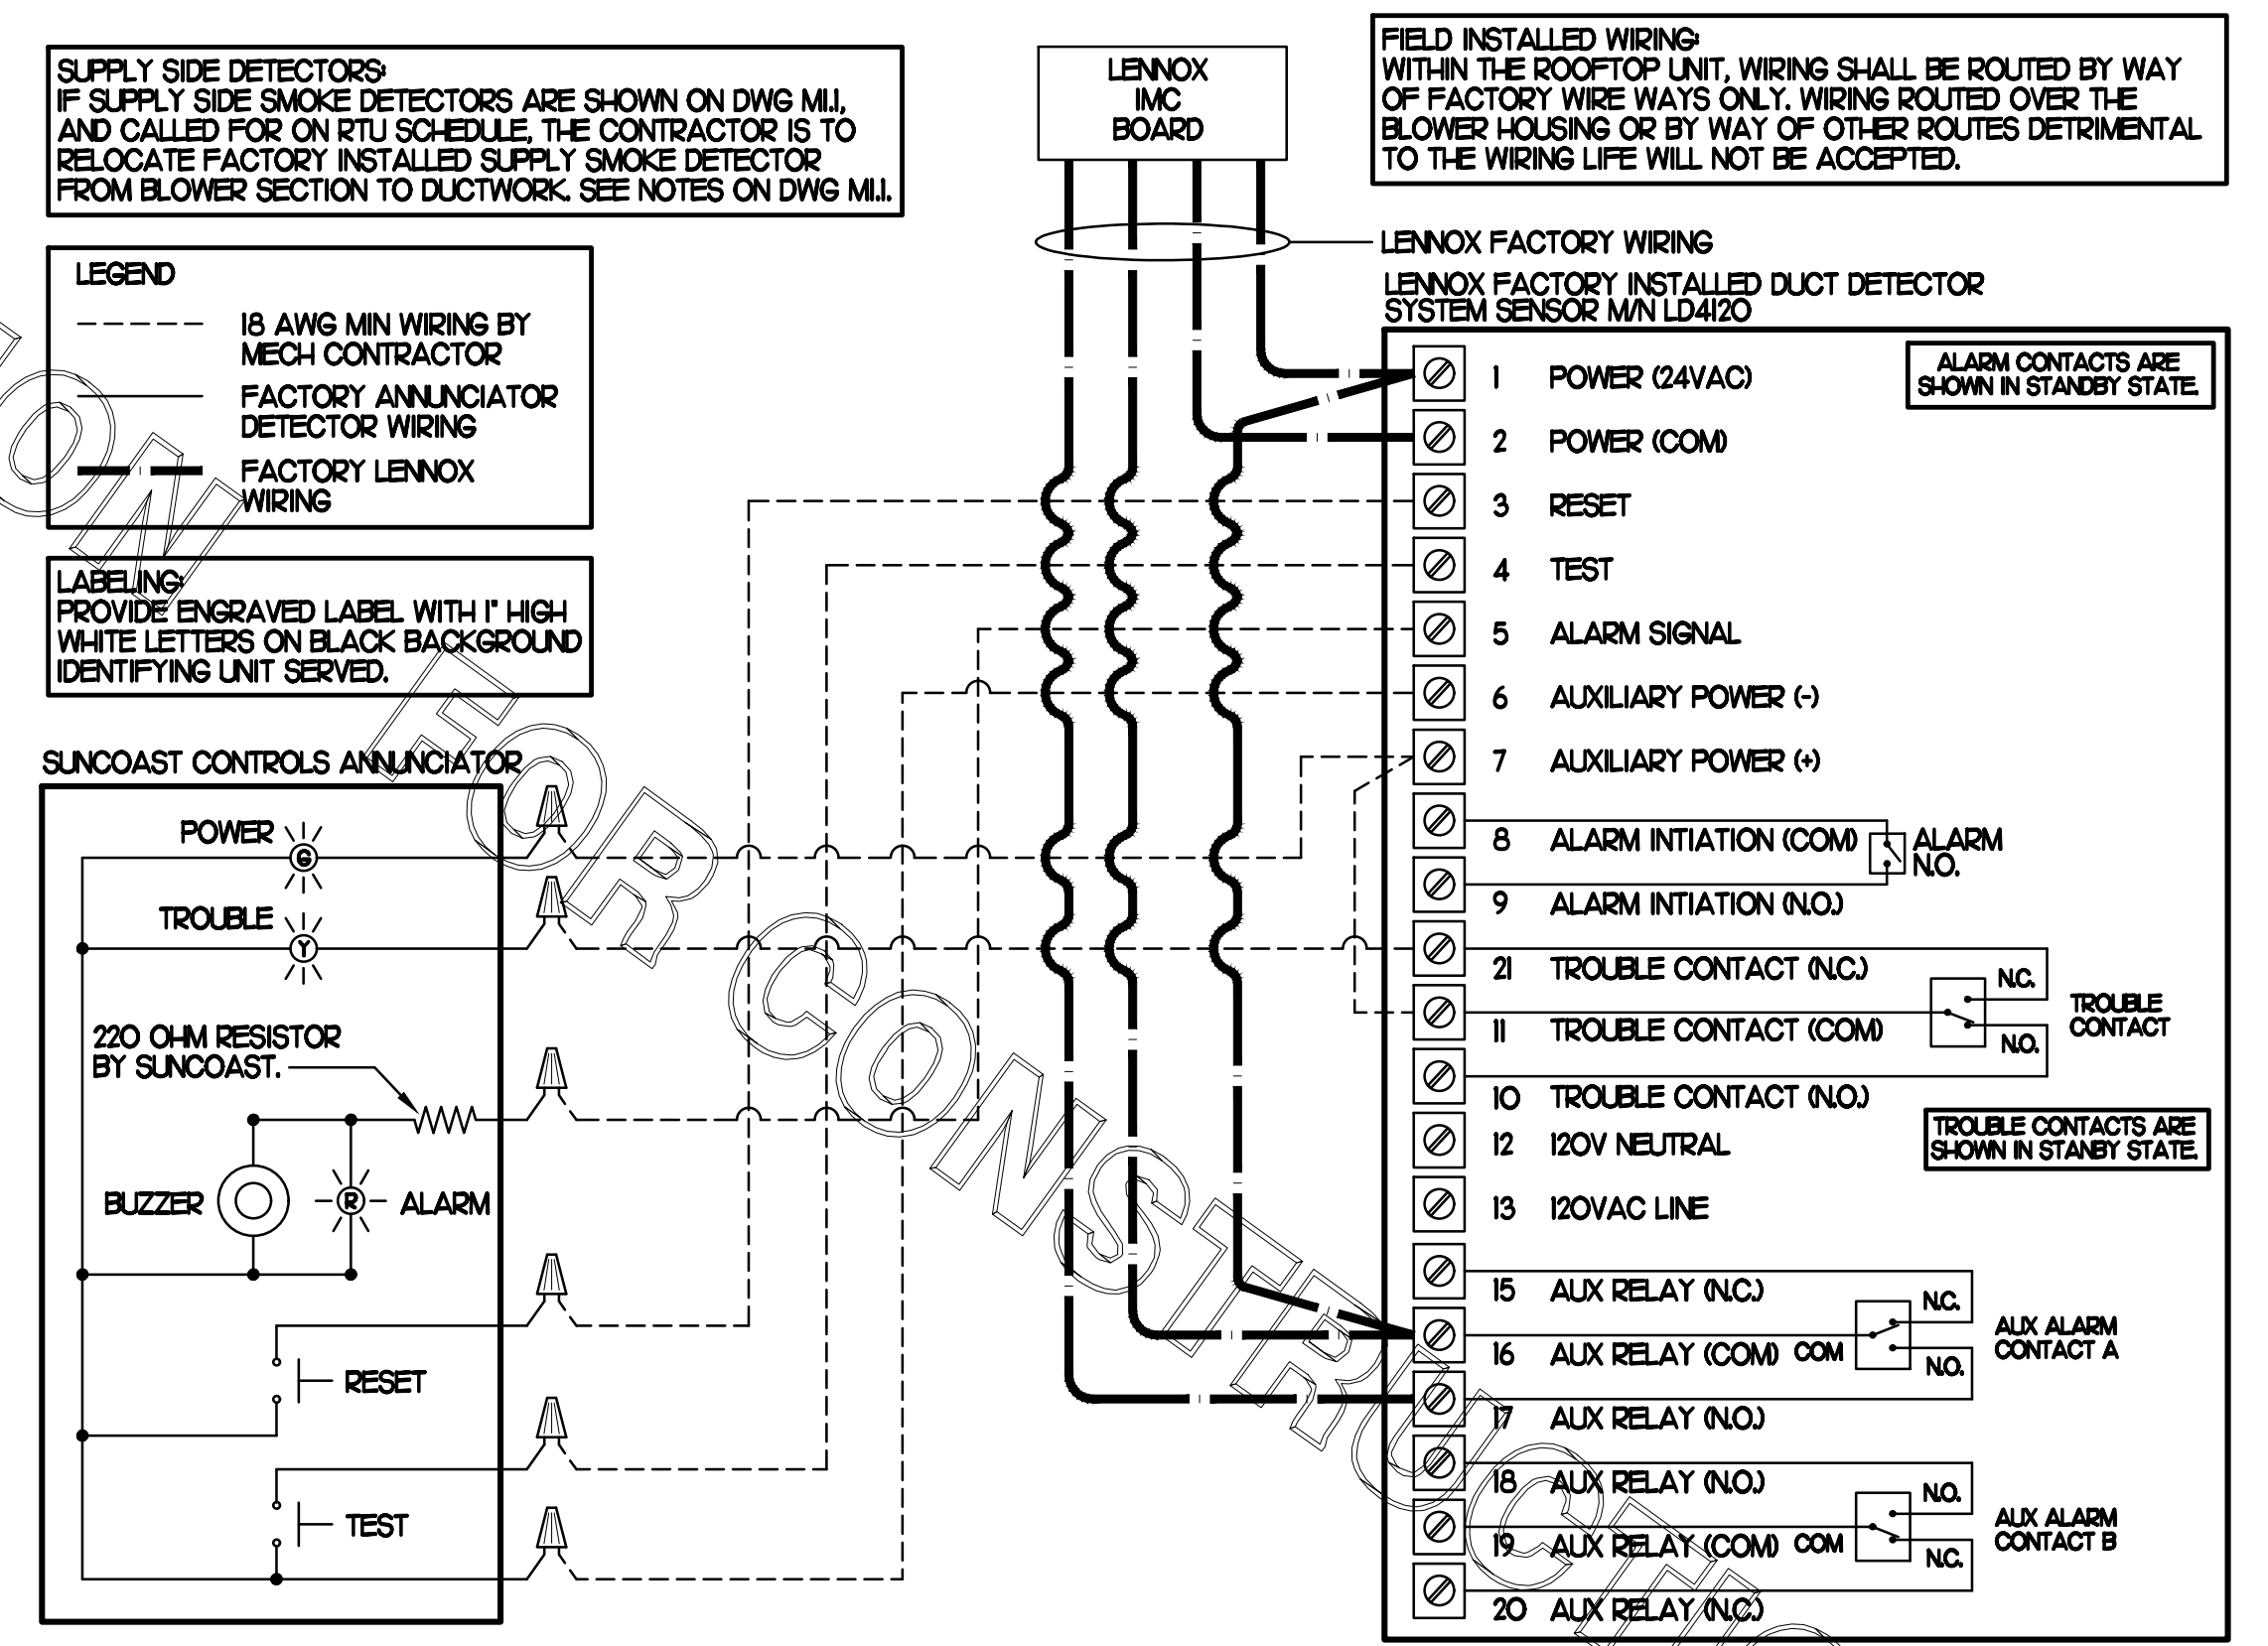 SUPPLY SIDE DETECTORS:
IF SUPPLY SIDE SMOKE DETECTORS ARE SHOWN ON DWG M1.1,
AND CALLED FOR ON RTU SCHEDULE, THE CONTRACTOR IS TO
RELOCATE FACTORY INSTALLED SUPPLY SMOKE DETECTOR
FROM BLOWER SECTION TO DUCTWORK. SEE NOTES ON DWG M1.1.
LENNOX
IMC
BOARD
FIELD INSTALLED WIRING:
WITHIN THE ROOFTOP UNIT, WIRING SHALL BE ROUTED BY WAY
OF FACTORY WIRE WAYS ONLY. WIRING ROUTED OVER THE
BLOWER HOUSING OR BY WAY OF OTHER ROUTES DETRIMENTAL
TO THE WIRING LIFE WILL NOT BE ACCEPTED.
LEGEND
18 AWG MIN WIRING BY
MECH CONTRACTOR
FACTORY ANNUNCIATOR
DETECTOR WIRING
FACTORY LENNOX
WIRING
LABELING:
PROVIDE ENGRAVED LABEL WITH 1" HIGH
WHITE LETTERS ON BLACK BACKGROUND
IDENTIFYING UNIT SERVED.
LENNOX FACTORY WIRING
LENNOX FACTORY INSTALLED DUCT DETECTOR
SYSTEM SENSOR M/N LD4120
ALARM CONTACTS ARE
SHOWN IN STANDBY STATE.
1 POWER (24VAC)
2 POWER (COM)
3 RESET
4 TEST
5 ALARM SIGNAL
6 AUXILIARY POWER (-)
7 AUXILIARY POWER (+)
8 ALARM INTIATION (COM)
ALARM
N.O.
9 ALARM INTIATION (N.O.)
21 TROUBLE CONTACT (N.C.)
N.C.
11 TROUBLE CONTACT (COM)
N.O.
TROUBLE
CONTACT
10 TROUBLE CONTACT (N.O.)
TROUBLE CONTACTS ARE
SHOWN IN STANBY STATE.
12 120V NEUTRAL
13 120VAC LINE
15 AUX RELAY (N.C.)
N.C.
16 AUX RELAY (COM) COM
N.O.
AUX ALARM
CONTACT A
17 AUX RELAY (N.O.)
18 AUX RELAY (N.O.)
N.O.
19 AUX RELAY (COM) COM
N.C.
AUX ALARM
CONTACT B
20 AUX RELAY (N.C.)
SUNCOAST CONTROLS ANNUNCIATOR
POWER
G
TROUBLE
Y
220 OHM RESISTOR
BY SUNCOAST.
BUZZER
R
ALARM
RESET
TEST
FOR